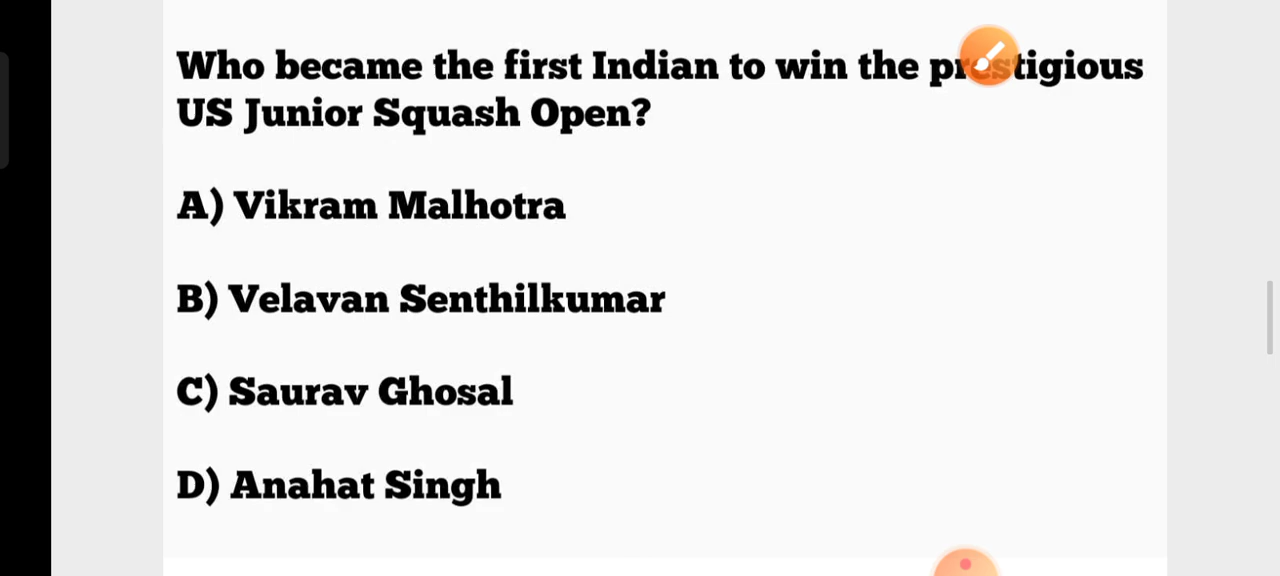 Who became the first Indian to win the prestigious
US Junior Squash Open?
A) Vikram Malhotra
B) Velavan Senthilkumar
C) Saurav Ghosal
D) Anahat Singh